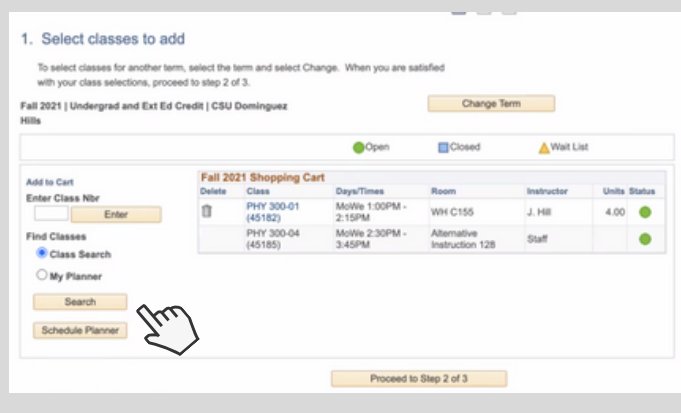 1. Select classes to add
To select classes for another term, select the term and select Change. When you are satisfied
with your class selections, proceed to step 2 of 3.
Fall 2021 | Undergrad and Ext Ed Credit | CSU Dominguez
Hills
Change Term
Open Closed Wait List
Add to Cart
Enter Class Nbr
Enter
Find Classes
Class Search
My Planner
Search
Schedule Planner
Fall 2021 Shopping Cart
Delete Class Days/Times Room Instructor Units Status
PHY 300-01 MoWe 1:00PM - WH C155 J. Hill 4.00
(45182) 2:15PM
PHY 300-04 MoWe 2:30PM - Alternative Staff
(45185) 3:45PM Instruction 128
Proceed to Step 2 of 3